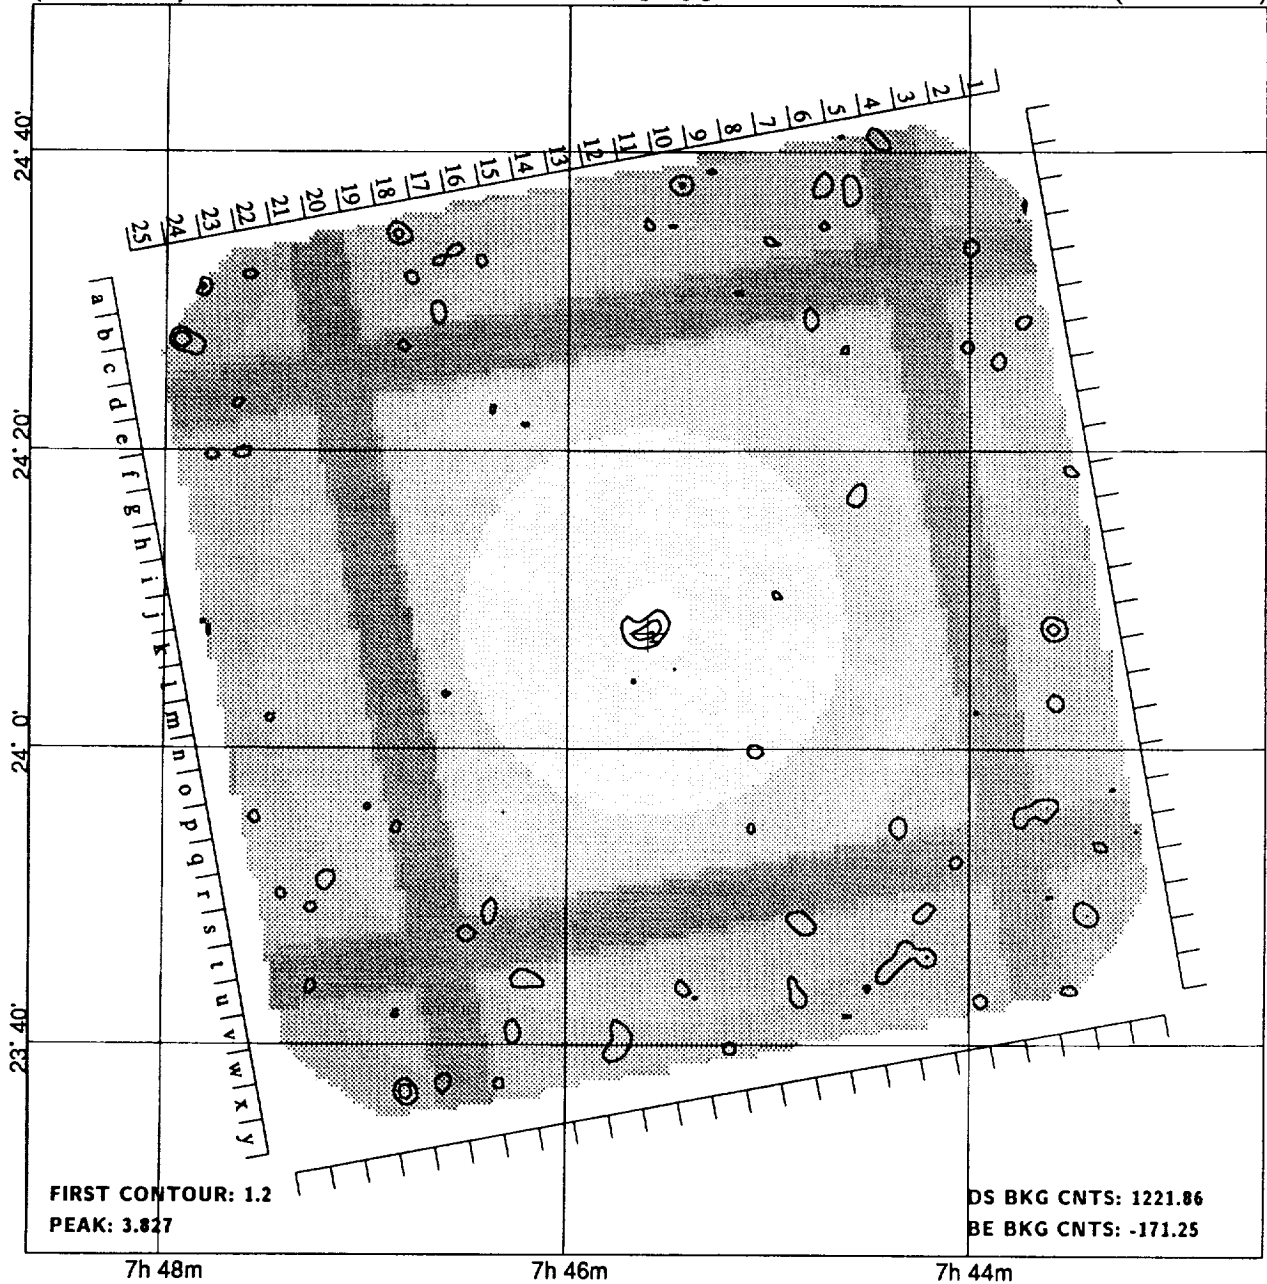 1
2
3
4
5
6
7
8
9
10
11
12
13
14
15
16
17
18
19
20
21
22
23
24
25
a
b
c
d
e
f
g
h
i
j
k
l
m
n
o
p
q
r
s
t
u
v
w
x
y
24° 40'
24° 20'
24° 0'
23° 40'
FIRST CONTOUR: 1.2
PEAK: 3.827
DS BKG CNTS: 1221.86
BE BKG CNTS: -171.25
7h 48m
7h 46m
7h 44m